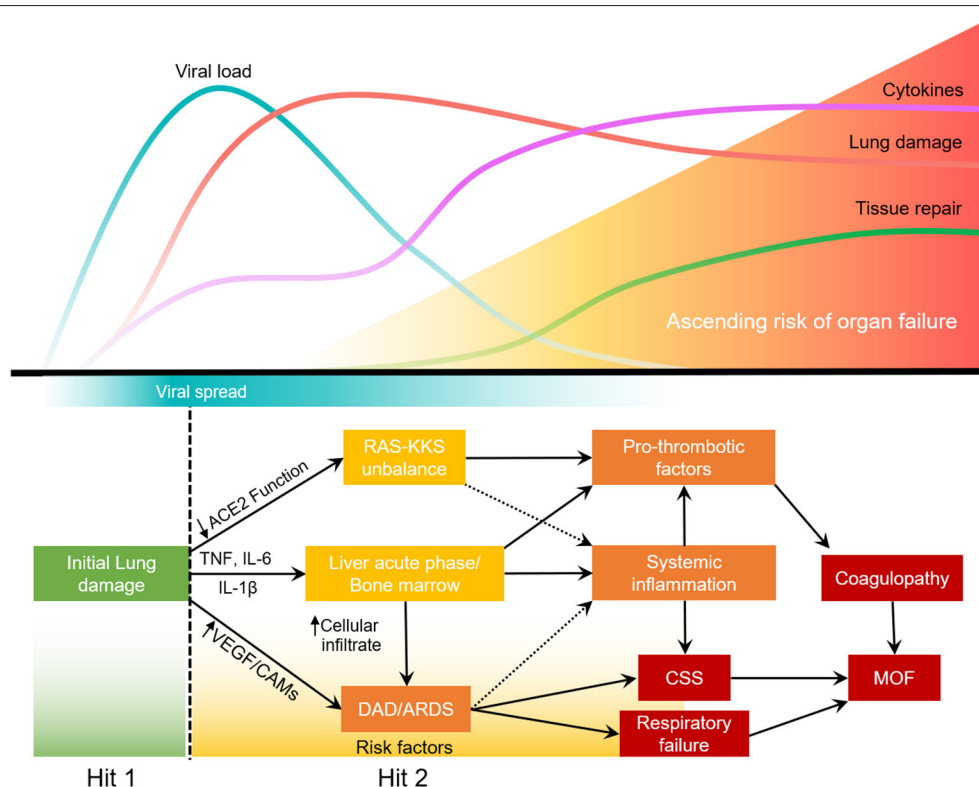 Viral load
Cytokines
Lung damage
Tissue repair
Ascending risk of organ failure
Viral spread
RAS-KKS
unbalance
Pro-thrombotic
factors
↓ACE2 Function
Initial Lung
damage
TNF, IL-6
IL-1β
Liver acute phase/
Bone marrow
Systemic
inflammation
Coagulopathy
↑Cellular
infiltrate
↑VEGF/CAMs
DAD/ARDS
CSS
MOF
Respiratory
failure
Risk factors
Hit 1
Hit 2